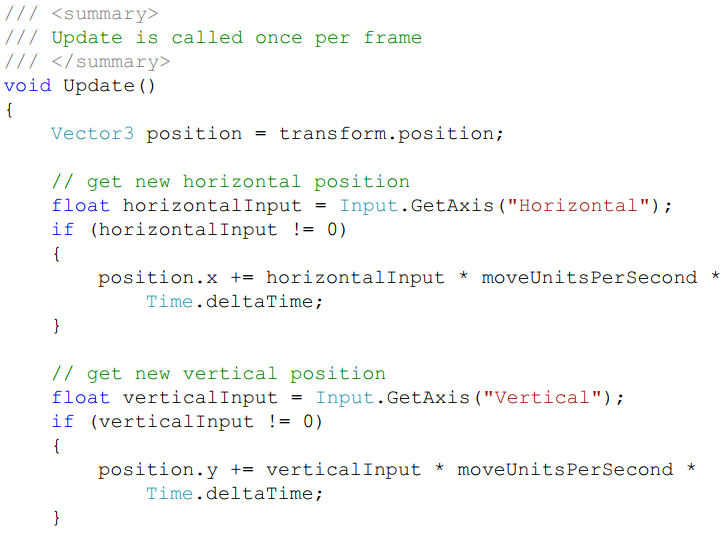 /// <summary>
/// Update is called once per frame
/// </summary>
void Update()
{
    Vector3 position = transform.position;

    // get new horizontal position
    float horizontalInput = Input.GetAxis("Horizontal");
    if (horizontalInput != 0)
    {
        position.x += horizontalInput * moveUnitsPerSecond *
            Time.deltaTime;
    }

    // get new vertical position
    float verticalInput = Input.GetAxis("Vertical");
    if (verticalInput != 0)
    {
        position.y += verticalInput * moveUnitsPerSecond *
            Time.deltaTime;
    }